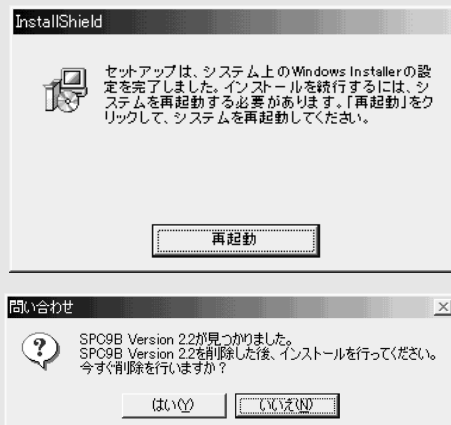 InstallShield
セットアップは、システム上のWindows Installerの設
定を完了しました。インストールを続行するには、シ
ステムを再起動する必要があります。「再起動」をク
リックして、システムを再起動してください。
再起動
問い合わせ
SPC9B Version 2.2が見つかりました。
SPC9B Version 2.2を削除した後、インストールを行ってください。
今すぐ削除を行いますか？
はい(Y)
いいえ(N)